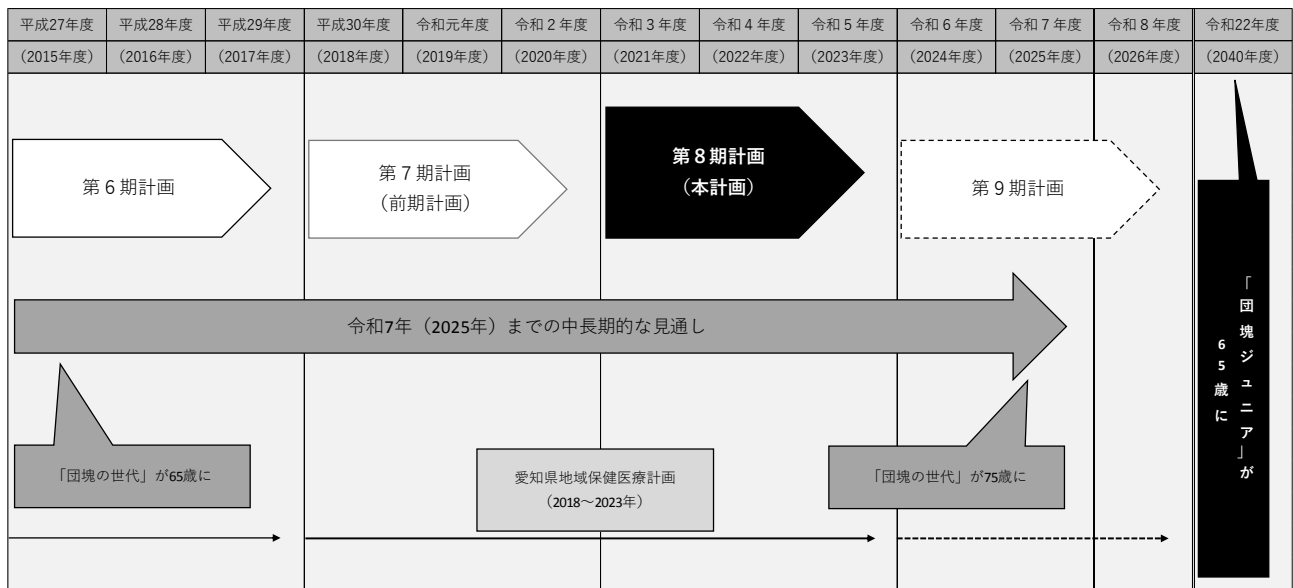 平成27年度 平成28年度 平成29年度 平成30年度 令和元年度 令和２年度 令和３年度 令和４年度 令和５年度 令和６年度 令和７年度 令和８年度 令和22年度
（2015年度） （2016年度） （2017年度） （2018年度） （2019年度） （2020年度） （2021年度） （2022年度） （2023年度） （2024年度） （2025年度） （2026年度） （2040年度）
第６期計画
第７期計画
（前期計画）
第８期計画
（本計画）
第９期計画
令和7年（2025年）までの中長期的な見通し
「団塊の世代」が65歳に
愛知県地域保健医療計画
（2018～2023年）
「団塊の世代」が75歳に
「団塊ジュニア」が
65歳に